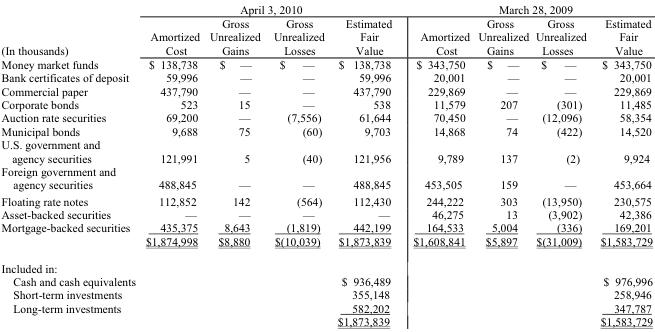 April 3, 2010 March 28, 2009
Gross Gross Estimated Gross Gross Estimated
Amortized Unrealized Unrealized Fair Amortized Unrealized Unrealized Fair
(In thousands) Cost Gains Losses Value Cost Gains Losses Value
Money market funds $ 138,738 $ — $ — $ 138,738 $ 343,750 $ — $ — $ 343,750
Bank certificates of deposit 59,996 — — 59,996 20,001 — — 20,001
Commercial paper 437,790 — — 437,790 229,869 — — 229,869
Corporate bonds 523 15 — 538 11,579 207 (301) 11,485
Auction rate securities 69,200 — (7,556) 61,644 70,450 — (12,096) 58,354
Municipal bonds 9,688 75 (60) 9,703 14,868 74 (422) 14,520
U.S. government and
agency securities 121,991 5 (40) 121,956 9,789 137 (2) 9,924
Foreign government and
agency securities 488,845 — — 488,845 453,505 159 — 453,664
Floating rate notes 112,852 142 (564) 112,430 244,222 303 (13,950) 230,575
Asset-backed securities — — — — 46,275 13 (3,902) 42,386
Mortgage-backed securities 435,375 8,643 (1,819) 442,199 164,533 5,004 (336) 169,201
$1,874,998 $8,880 $(10,039) $1,873,839 $1,608,841 $5,897 $(31,009) $1,583,729
Included in:
Cash and cash equivalents $ 936,489 $ 976,996
Short-term investments 355,148 258,946
Long-term investments 582,202 347,787
$1,873,839 $1,583,729